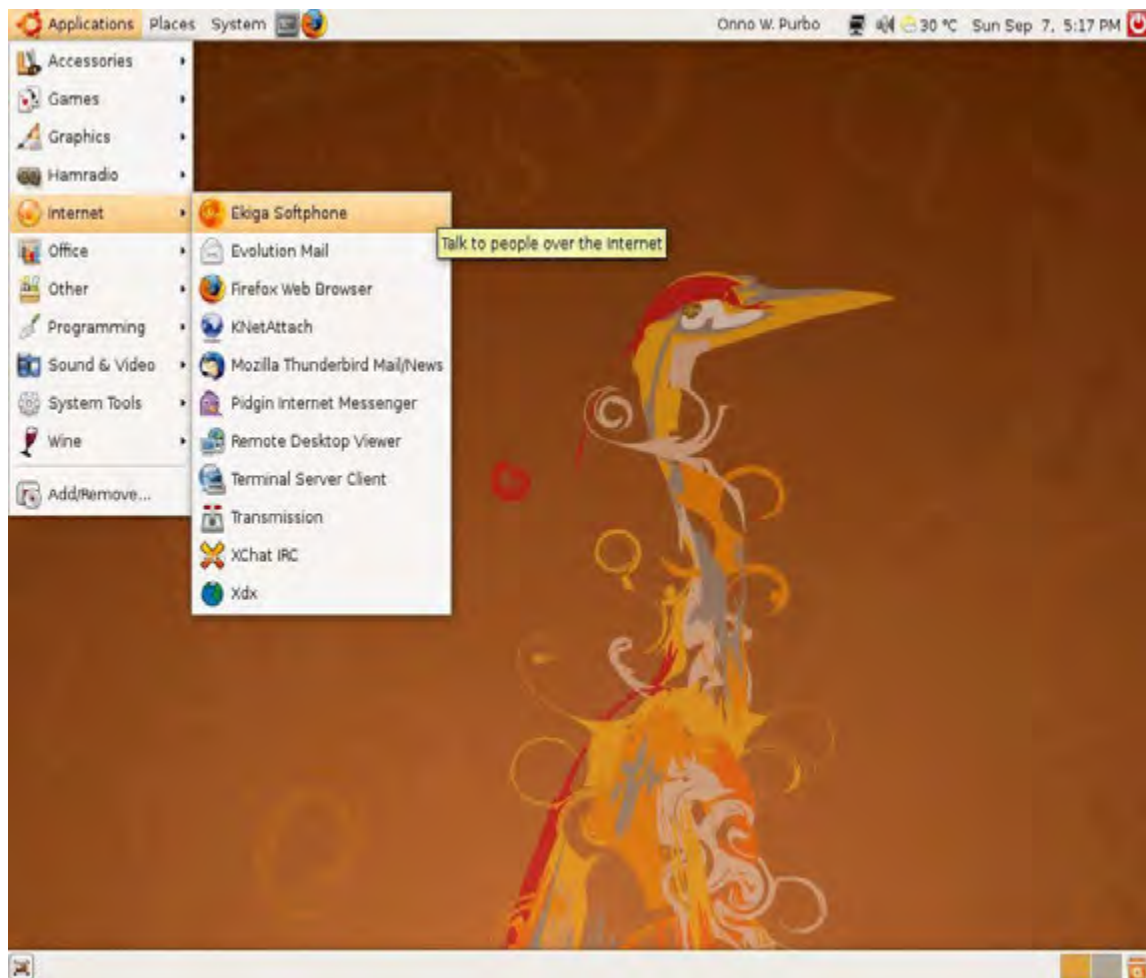 Applications Places System Onno W. Purbo 30 °C Sun Sep 7, 5:17 PM
Accessories
Games
Graphics
Hamradio
Internet
Office
Other
Programming
Sound & Video
System Tools
Wine
Add/Remove...
Ekiga Softphone
Evolution Mail
Firefox Web Browser
KNetAttach
Mozilla Thunderbird Mail/News
Pidgin Internet Messenger
Remote Desktop Viewer
Terminal Server Client
Transmission
XChat IRC
Xdx
Talk to people over the Internet